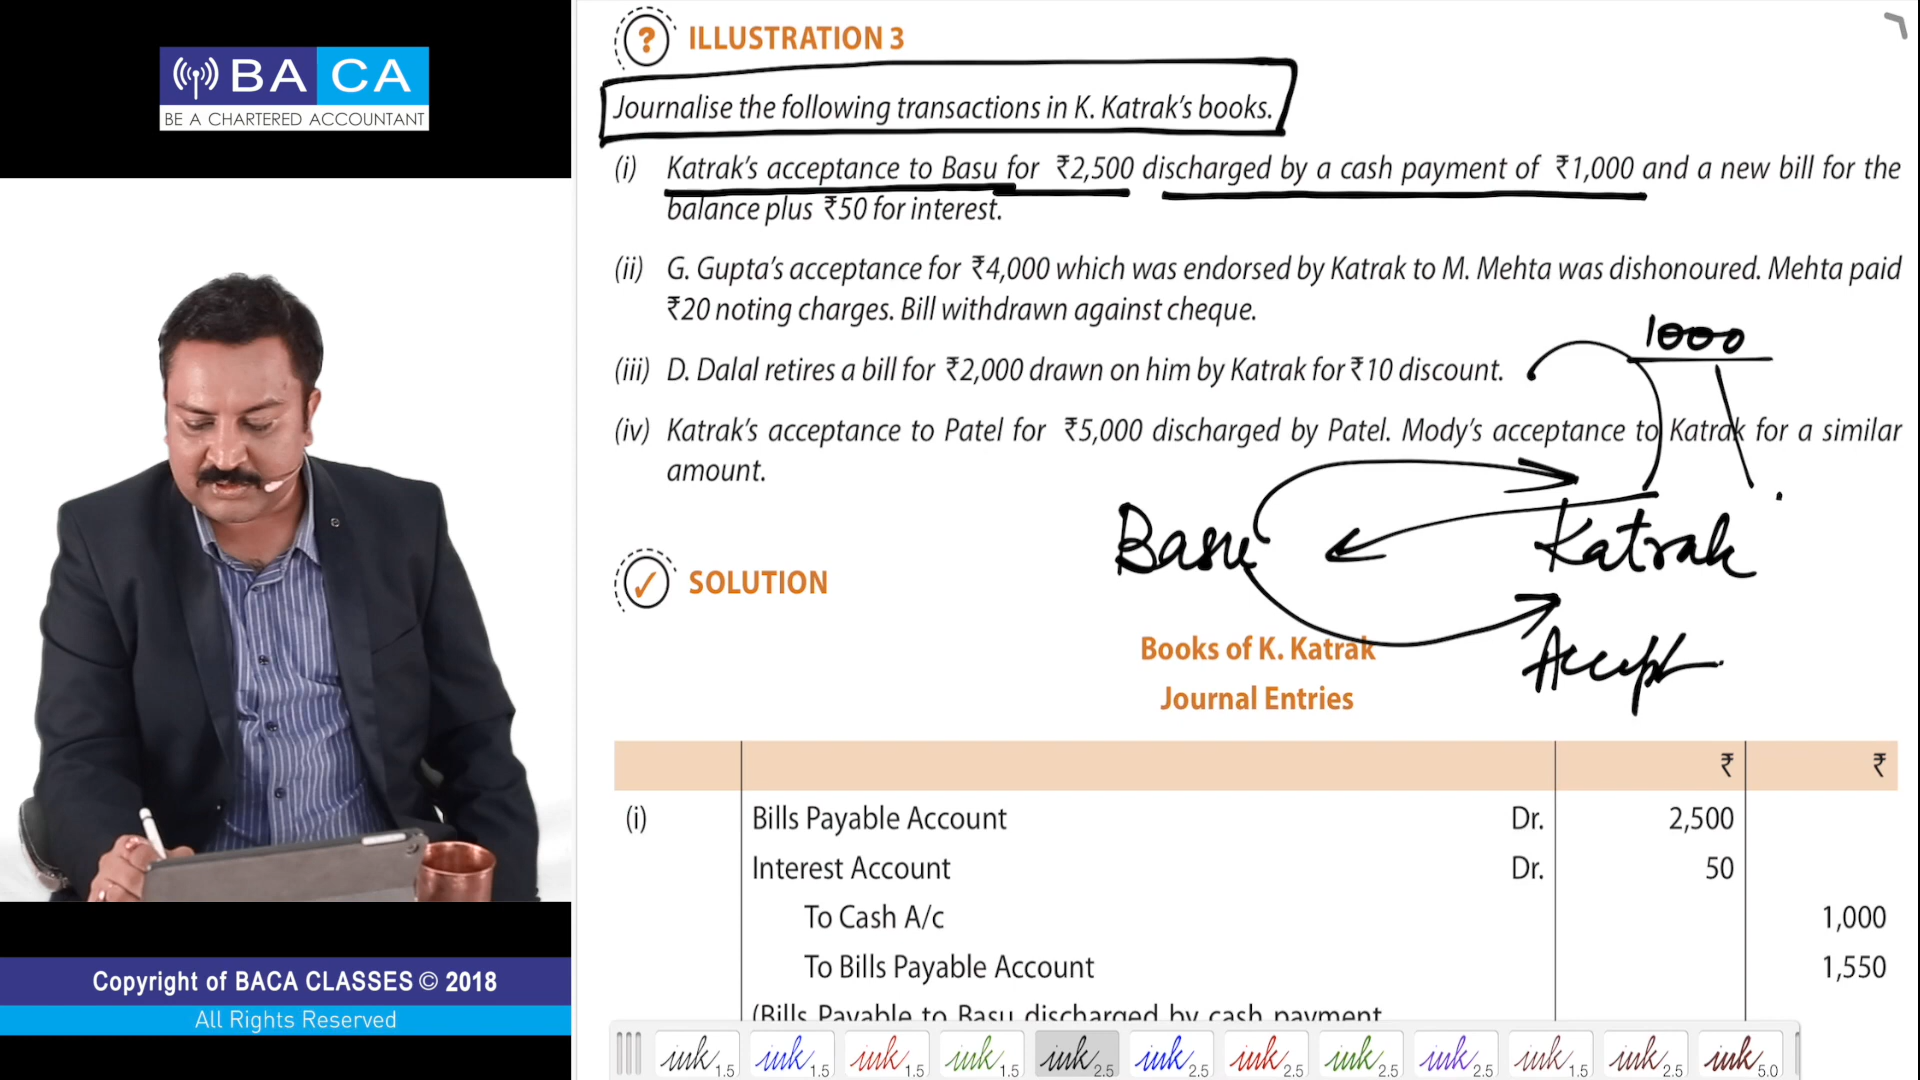 BA CA
BE A CHARTERED ACCOUNTANT
? ILLUSTRATION 3
Journalise the following transactions in K. Katrak's books.
(i) Katrak's acceptance to Basu for ₹2,500 discharged by a cash payment of ₹1,000 and a new bill for the
balance plus ₹50 for interest.
(ii) G. Gupta's acceptance for ₹4,000 which was endorsed by Katrak to M. Mehta was dishonoured. Mehta paid
₹20 noting charges. Bill withdrawn against cheque.
1000
(iii) D. Dalal retires a bill for ₹2,000 drawn on him by Katrak for ₹10 discount.
(iv) Katrak's acceptance to Patel for ₹5,000 discharged by Patel. Mody's acceptance to Katrak for a similar
amount.
Basu Katrak
SOLUTION
Accept
Books of K. Katrak
Journal Entries
₹ ₹
(i) Bills Payable Account Dr. 2,500
Interest Account Dr. 50
To Cash A/c 1,000
To Bills Payable Account 1,550
(Bills Payable to Basu discharged by cash payment
Copyright of BACA CLASSES © 2018
All Rights Reserved
ink 1.5 ink 1.5 ink 1.5 ink 1.5 ink 2.5 ink 2.5 ink 2.5 ink 2.5 ink 2.5 ink 1.5 ink 2.5 ink 5.0